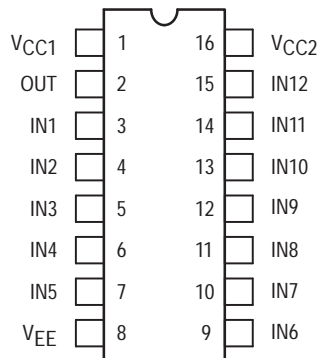 VCC1 1 16 VCC2
OUT 2 15 IN12
IN1 3 14 IN11
IN2 4 13 IN10
IN3 5 12 IN9
IN4 6 11 IN8
IN5 7 10 IN7
VEE 8 9 IN6